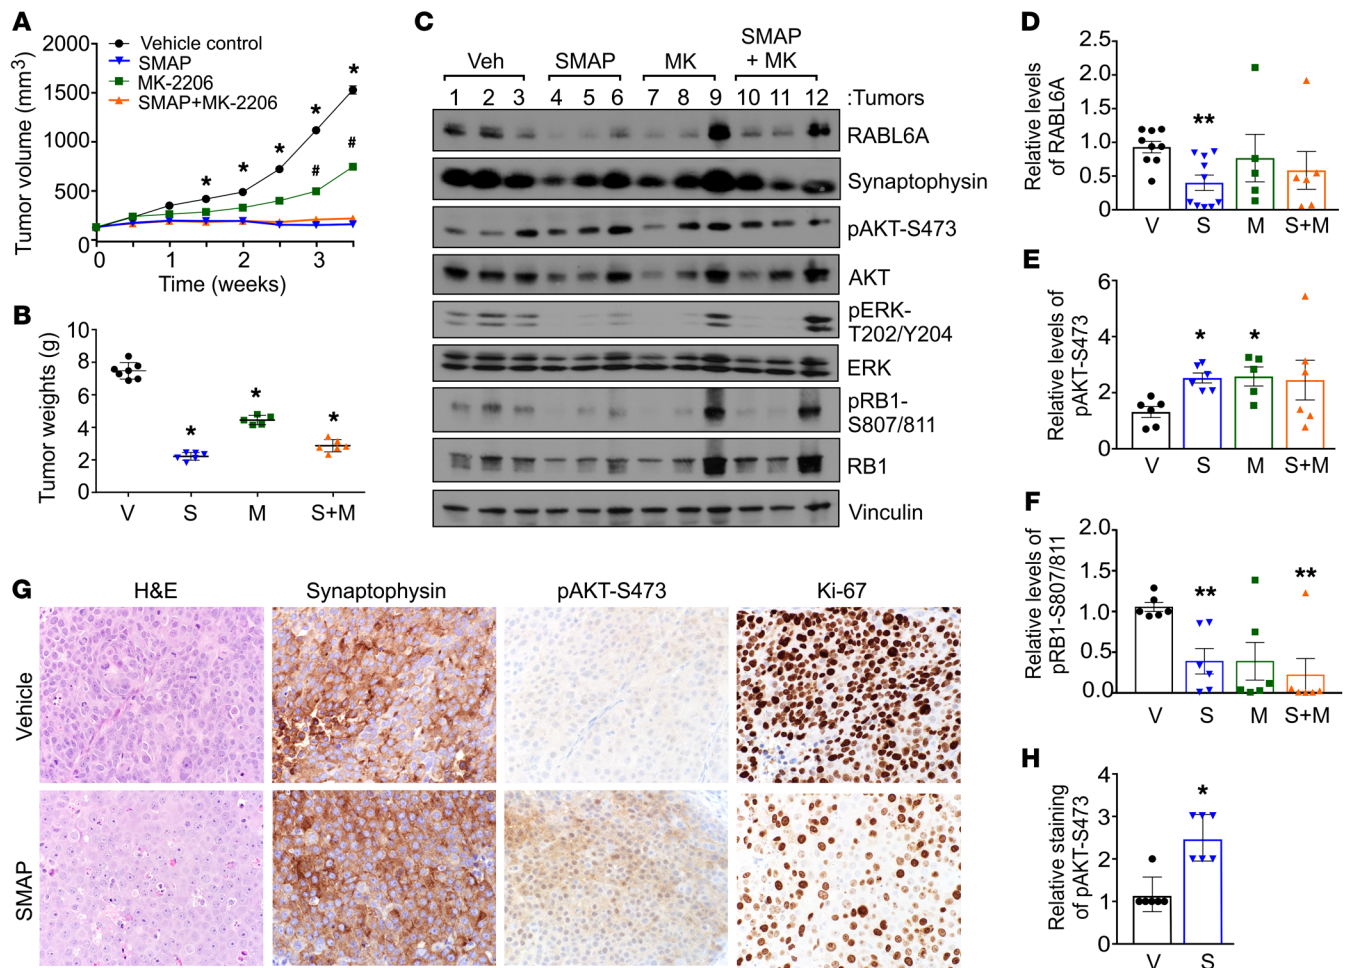 A
Tumor volume (mm3)
2000
1500
1000
500
0
Vehicle control
SMAP
MK-2206
SMAP+MK-2206
* * * * *
# #
0 1 2 3
Time (weeks)
B
Tumor weights (g)
10
8
6
4
2
0
* * *
V S M S+M
C
Veh SMAP MK SMAP
+ MK
1 2 3 4 5 6 7 8 9 10 11 12 :Tumors
RABL6A
Synaptophysin
pAKT-S473
AKT
pERK-
T202/Y204
ERK
pRB1-
S807/811
RB1
Vinculin
D
Relative levels
of RABL6A
2.5
2.0
1.5
1.0
0.5
0
**
V S M S+M
E
Relative levels of
pAKT-S473
6
4
2
0
* *
V S M S+M
F
Relative levels of
pRB1-S807/811
2.0
1.5
1.0
0.5
0.0
** **
V S M S+M
G
H&E Synaptophysin pAKT-S473 Ki-67
Vehicle
SMAP
H
Relative staining
of pAKT-S473
4
3
2
1
0
*
V S